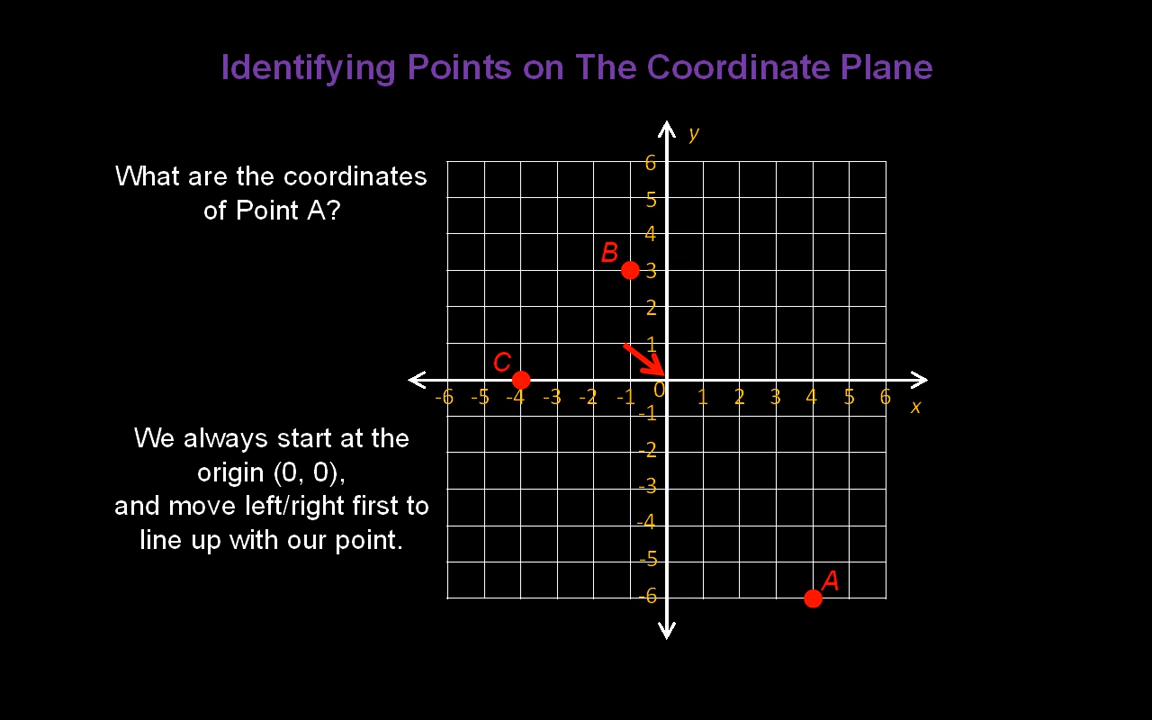 Identifying Points on The Coordinate Plane
What are the coordinates
of Point A?
We always start at the
origin (0, 0),
and move left/right first to
line up with our point.
y
6
5
4
B
3
2
1
C
0
-6 -5 -4 -3 -2 -1 1 2 3 4 5 6
x
-1
-2
-3
-4
-5
A
-6